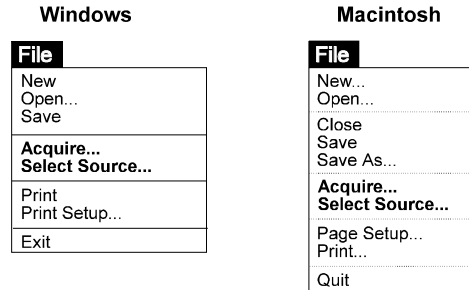 Windows
File
New
Open...
Save
Acquire...
Select Source...
Print
Print Setup...
Exit
Macintosh
File
New...
Open...
Close
Save
Save As...
Acquire...
Select Source...
Page Setup...
Print...
Quit